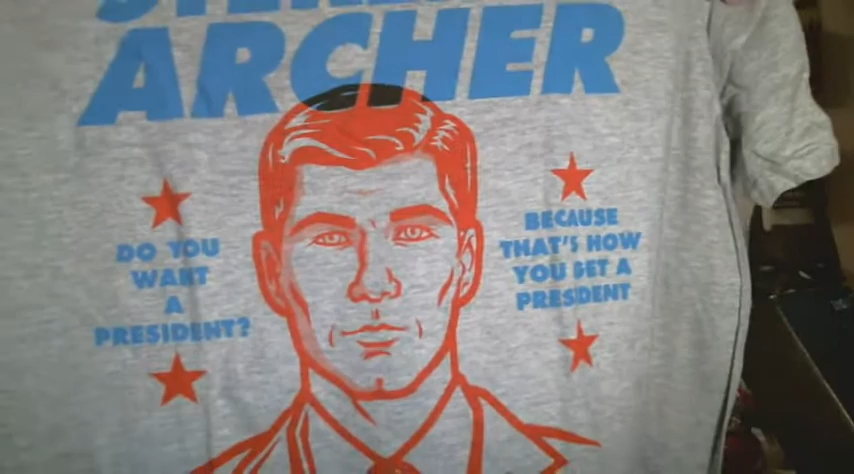 ARCHER
DO YOU
WANT
A
PRESIDENT?
BECAUSE
THAT'S HOW
YOU GET A
PRESIDENT